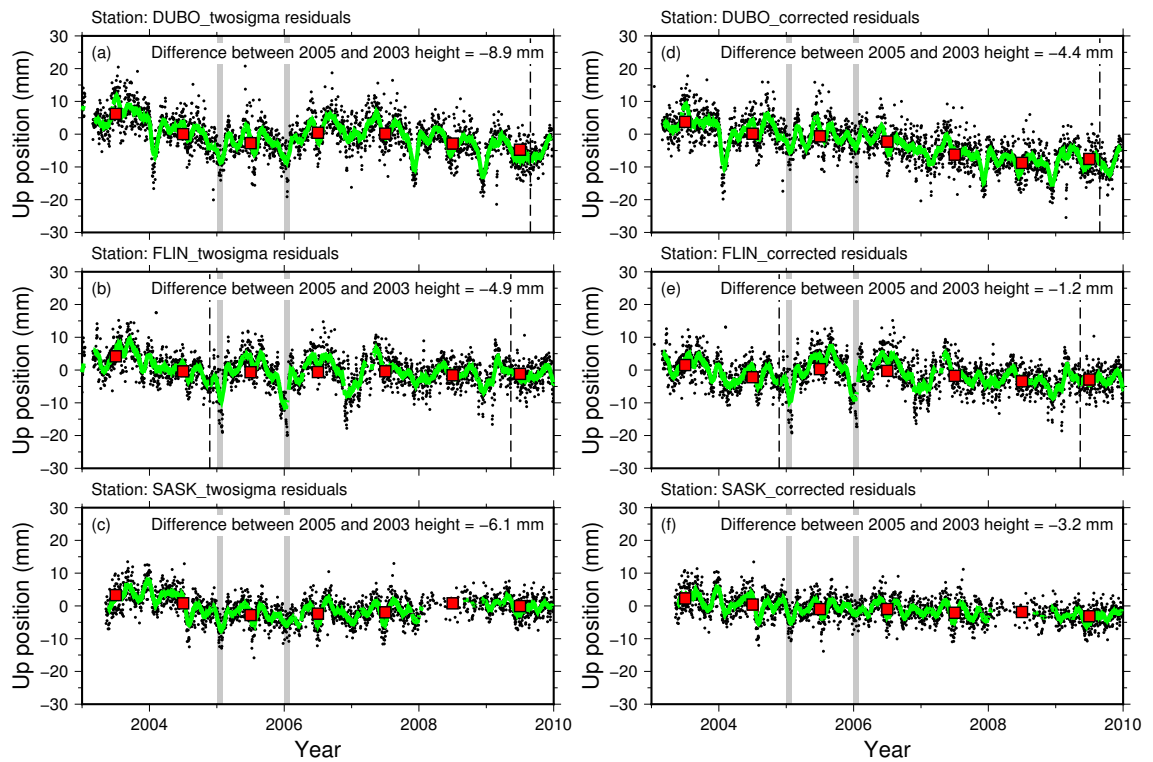 Station: DUBO_twosigma residuals
(a) Difference between 2005 and 2003 height = −8.9 mm
30
20
10
0
−10
−20
−30
Up position (mm)
Station: FLIN_twosigma residuals
(b) Difference between 2005 and 2003 height = −4.9 mm
30
20
10
0
−10
−20
−30
Up position (mm)
Station: SASK_twosigma residuals
(c) Difference between 2005 and 2003 height = −6.1 mm
30
20
10
0
−10
−20
−30
Up position (mm)
2004 2006 2008 2010
Year
Station: DUBO_corrected residuals
(d) Difference between 2005 and 2003 height = −4.4 mm
30
20
10
0
−10
−20
−30
Up position (mm)
Station: FLIN_corrected residuals
(e) Difference between 2005 and 2003 height = −1.2 mm
30
20
10
0
−10
−20
−30
Up position (mm)
Station: SASK_corrected residuals
(f) Difference between 2005 and 2003 height = −3.2 mm
30
20
10
0
−10
−20
−30
Up position (mm)
2004 2006 2008 2010
Year